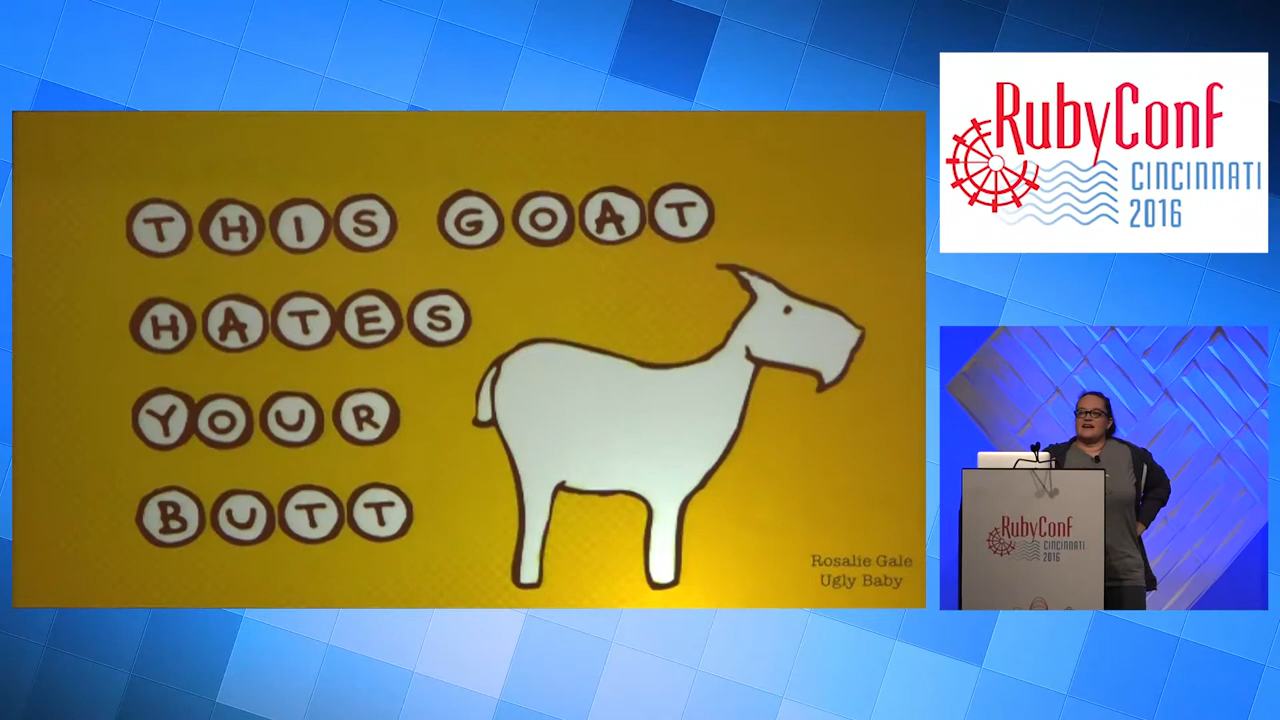 THIS GOAT
HATES
YOUR
BUTT
Rosalie Gale
Ugly Baby
RubyConf
CINCINNATI
2016
RubyConf
CINCINNATI
2016